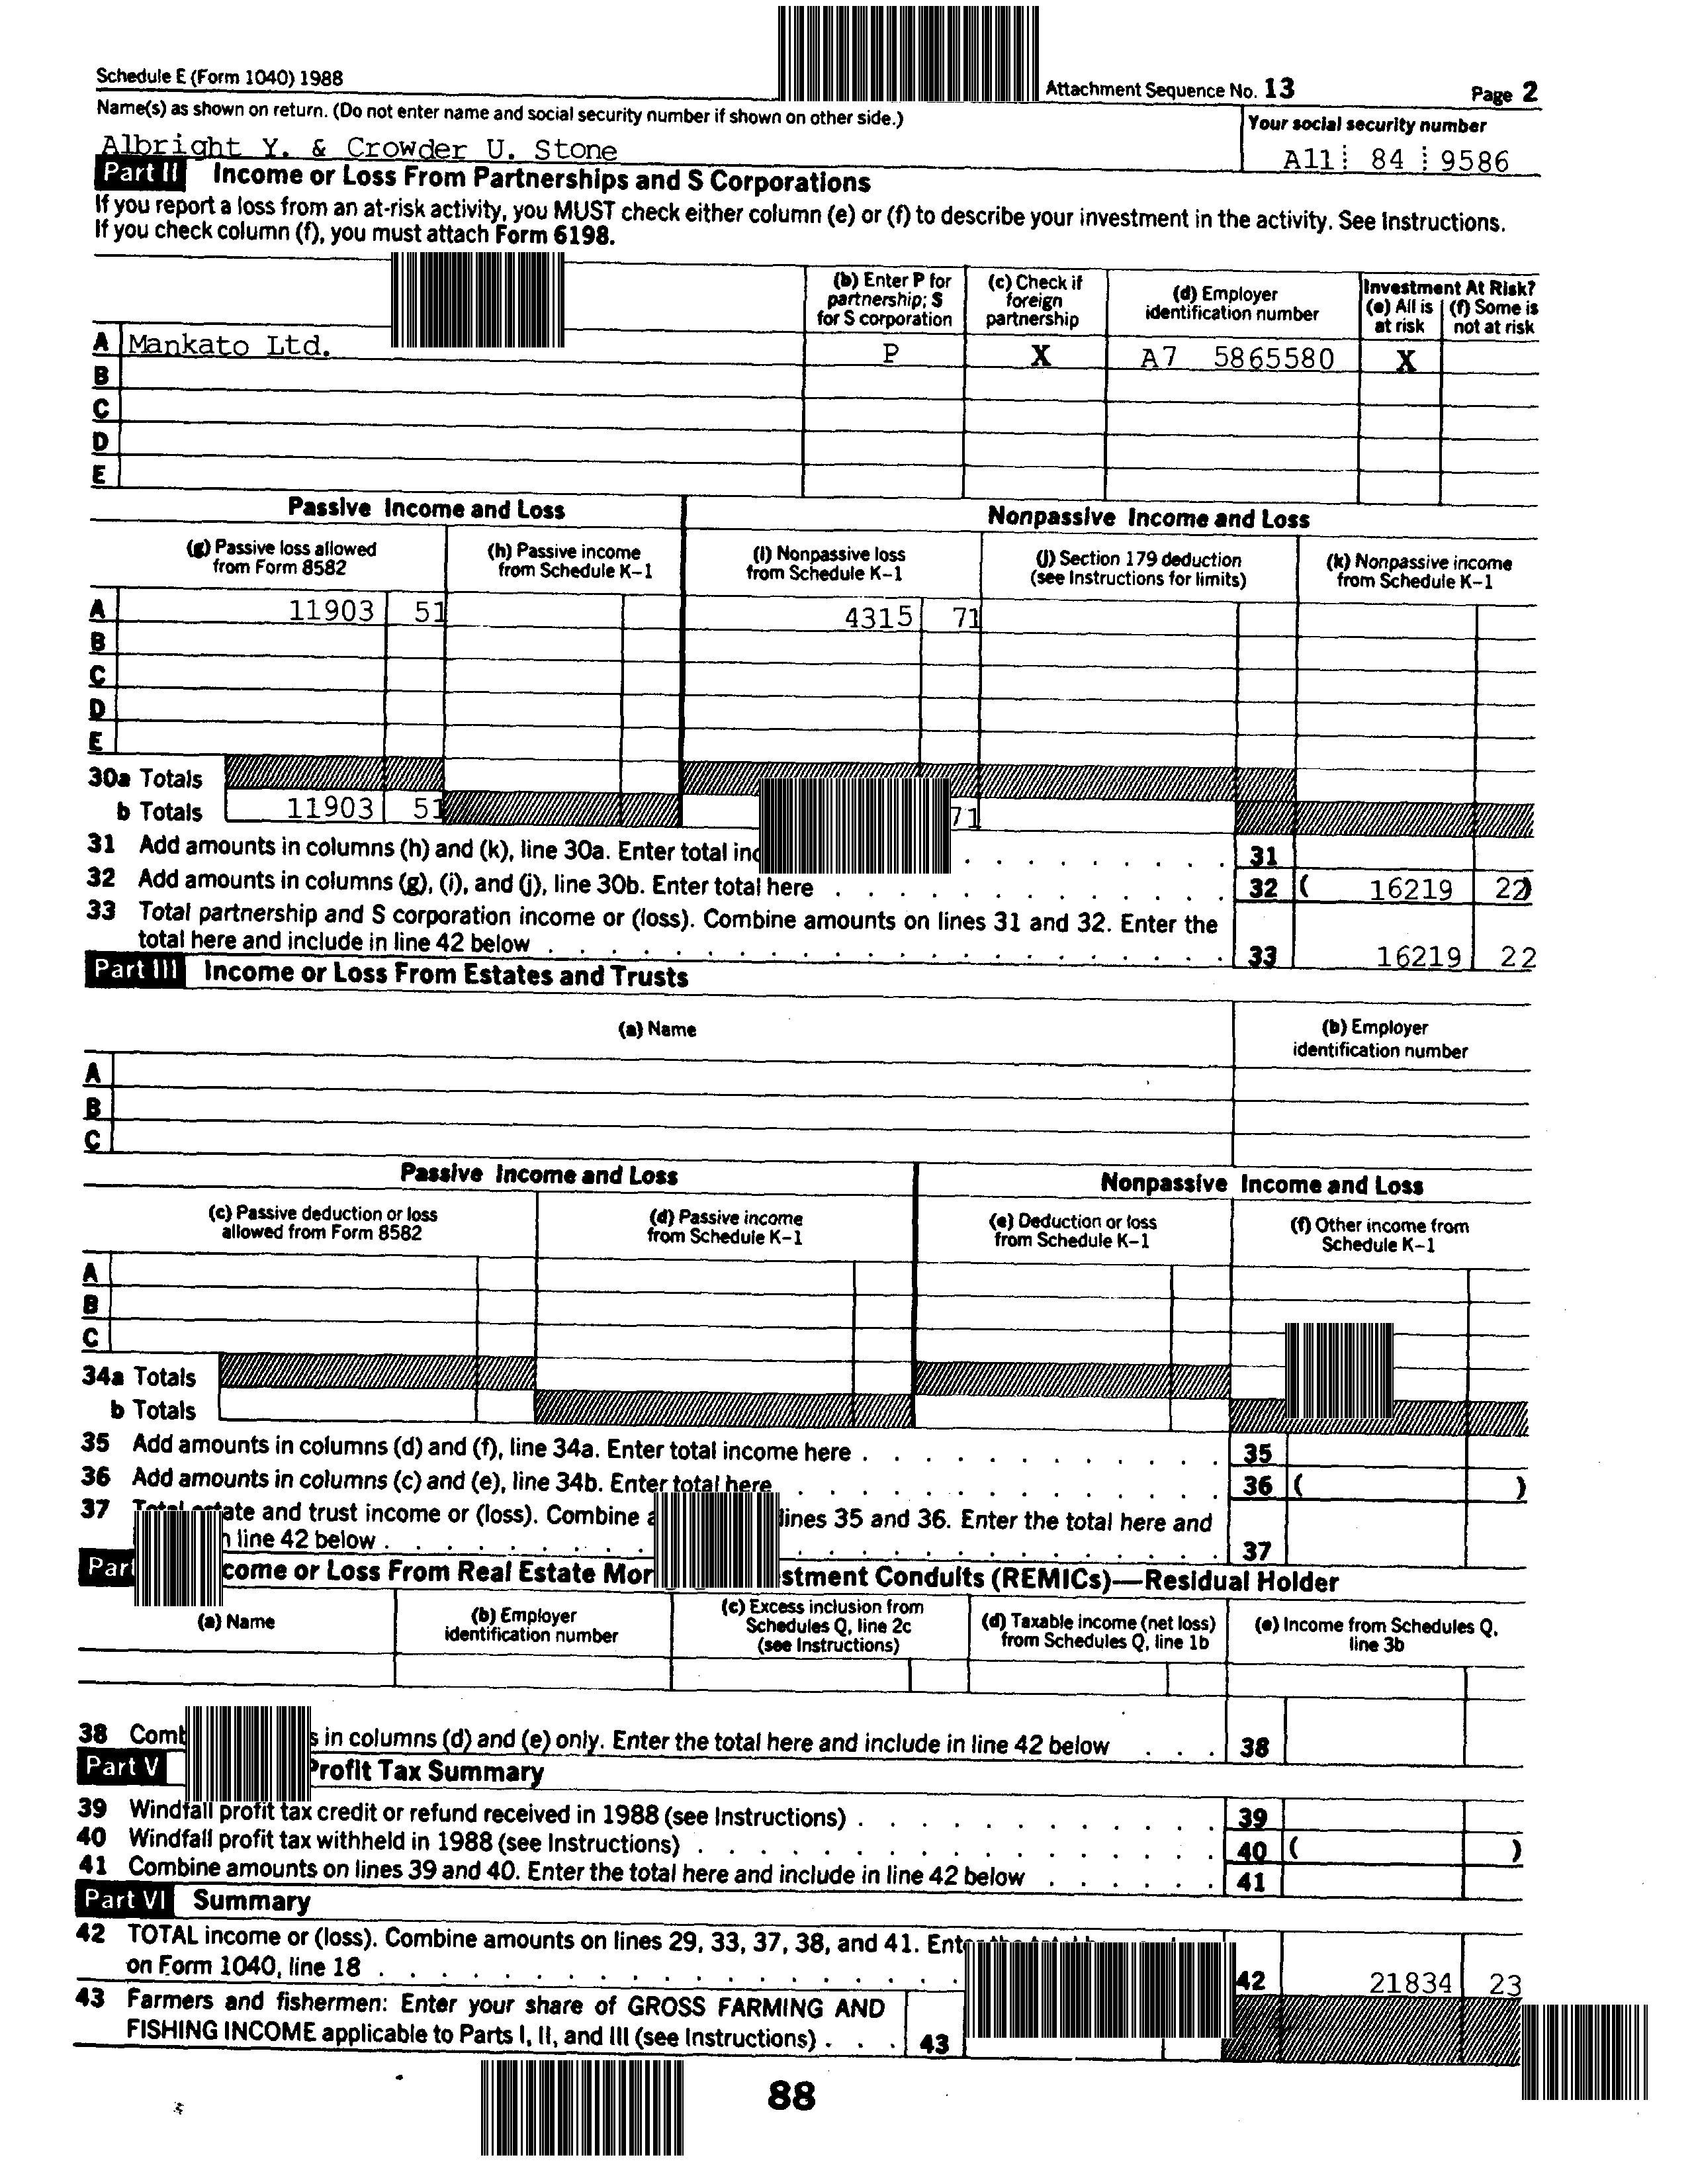 Schedule E (Form 1040) 1988
Attachment Sequence No. 13
Page 2
Name(s) as shown on return. (Do not enter name and social security number if shown on other side.)
Your social security number
Albright Y. & Crowder U. Stone
A11 84 9586
Part II Income or Loss From Partnerships and S Corporations
If you report a loss from an at-risk activity, you MUST check either column (e) or (f) to describe your investment in the activity. See Instructions.
If you check column (f), you must attach Form 6198.
(b) Enter P for partnership; S for S corporation
(c) Check if foreign partnership
(d) Employer identification number
Investment At Risk?
(e) All is at risk
(f) Some is not at risk
A Mankato Ltd. P X A7 5865580 X
B
C
D
E
Passive Income and Loss
Nonpassive Income and Loss
(g) Passive loss allowed from Form 8582
(h) Passive income from Schedule K-1
(i) Nonpassive loss from Schedule K-1
(j) Section 179 deduction (see Instructions for limits)
(k) Nonpassive income from Schedule K-1
A 11903 51 4315 71
B
C
D
E
30a Totals
b Totals 11903 51 71
31 Add amounts in columns (h) and (k), line 30a. Enter total . . . . . . . . . 31
32 Add amounts in columns (g), (i), and (j), line 30b. Enter total here . . . . . . . . . . . . . 32 ( 16219 22)
33 Total partnership and S corporation income or (loss). Combine amounts on lines 31 and 32. Enter the
total here and include in line 42 below . . . . . . . . . . . . . . . . . . . . . . 33 16219 22
Part III Income or Loss From Estates and Trusts
(a) Name
(b) Employer identification number
A
B
C
Passive Income and Loss
Nonpassive Income and Loss
(c) Passive deduction or loss allowed from Form 8582
(d) Passive income from Schedule K-1
(e) Deduction or loss from Schedule K-1
(f) Other income from Schedule K-1
A
B
C
34a Totals
b Totals
35 Add amounts in columns (d) and (f), line 34a. Enter total income here . . . . . . . . . . . . 35
36 Add amounts in columns (c) and (e), line 34b. Enter total here . . . . . . . . . . . . . . 36 ( )
37 Total estate and trust income or (loss). Combine lines 35 and 36. Enter the total here and
line 42 below . . . . . . . . . . . . . . . . . . . . . . 37
or Loss From Real Estate Conduits (REMICs)—Residual Holder
(a) Name
(b) Employer identification number
(c) Excess inclusion from Schedules Q, line 2c (see Instructions)
(d) Taxable income (net loss) from Schedules Q, line 1b
(e) Income from Schedules Q, line 3b
38 in columns (d) and (e) only. Enter the total here and include in line 42 below . . . 38
Part V Profit Tax Summary
39 Windfall profit tax credit or refund received in 1988 (see Instructions) . . . . . . . . . . . . 39
40 Windfall profit tax withheld in 1988 (see Instructions) . . . . . . . . . . . . . . . . . 40 ( )
41 Combine amounts on lines 39 and 40. Enter the total here and include in line 42 below . . . . . . 41
Part VI Summary
42 TOTAL income or (loss). Combine amounts on lines 29, 33, 37, 38, and 41.
on Form 1040, line 18 . . . . . . . . . . . . . . . . . 42 21834 23
43 Farmers and fishermen: Enter your share of GROSS FARMING AND
FISHING INCOME applicable to Parts I, II, and III (see Instructions) . . . 43
88